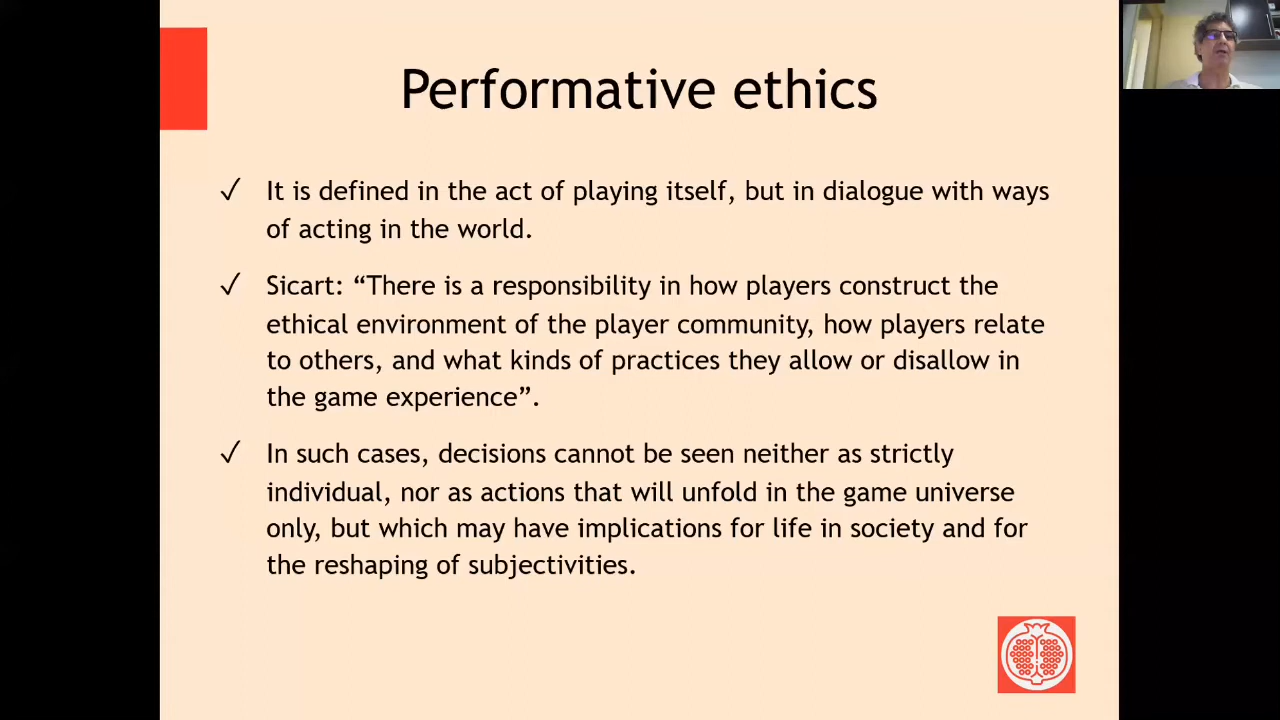 Performative ethics
✓ It is defined in the act of playing itself, but in dialogue with ways
of acting in the world.
✓ Sicart: “There is a responsibility in how players construct the
ethical environment of the player community, how players relate
to others, and what kinds of practices they allow or disallow in
the game experience”.
✓ In such cases, decisions cannot be seen neither as strictly
individual, nor as actions that will unfold in the game universe
only, but which may have implications for life in society and for
the reshaping of subjectivities.